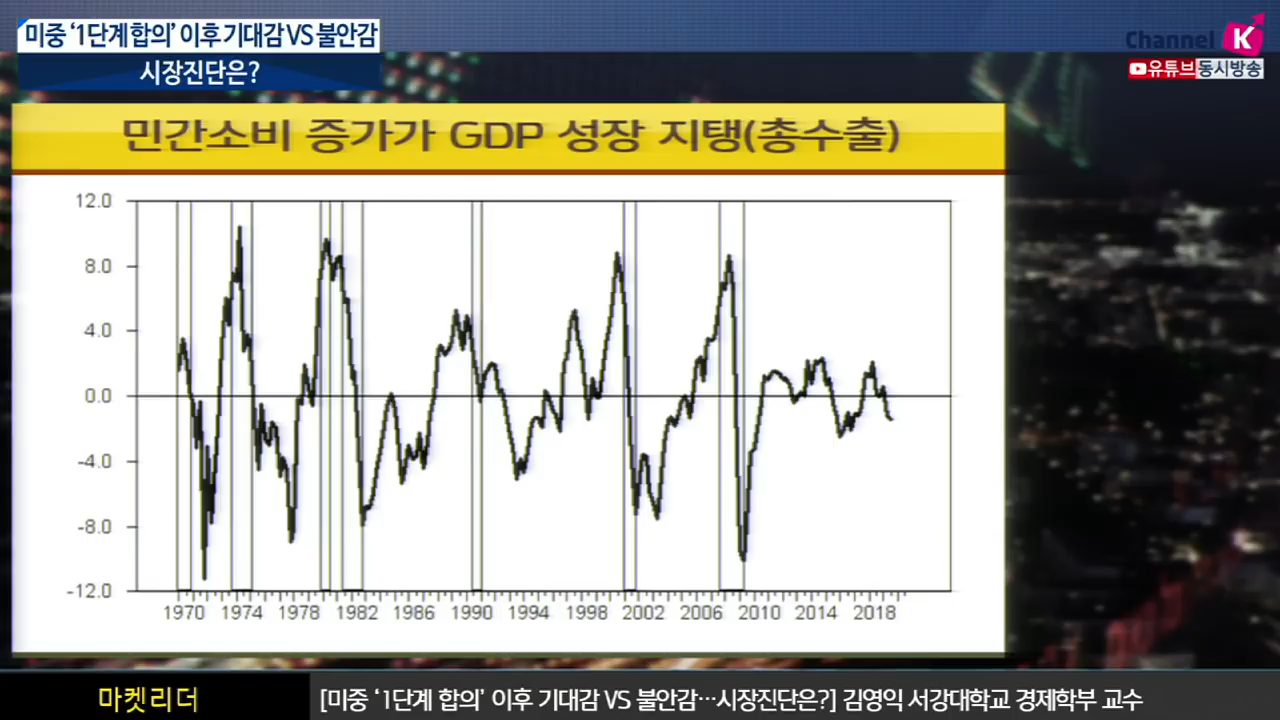 미중 ‘1단계 합의’ 이후 기대감 VS 불안감
시장진단은?
Channel K
유튜브 동시방송
민간소비 증가가 GDP 성장 지탱(총수출)
12.0
8.0
4.0
0.0
-4.0
-8.0
-12.0
1970 1974 1978 1982 1986 1990 1994 1998 2002 2006 2010 2014 2018
마켓리더
[미중 ‘1단계 합의’ 이후 기대감 VS 불안감…시장진단은?] 김영익 서강대학교 경제학부 교수